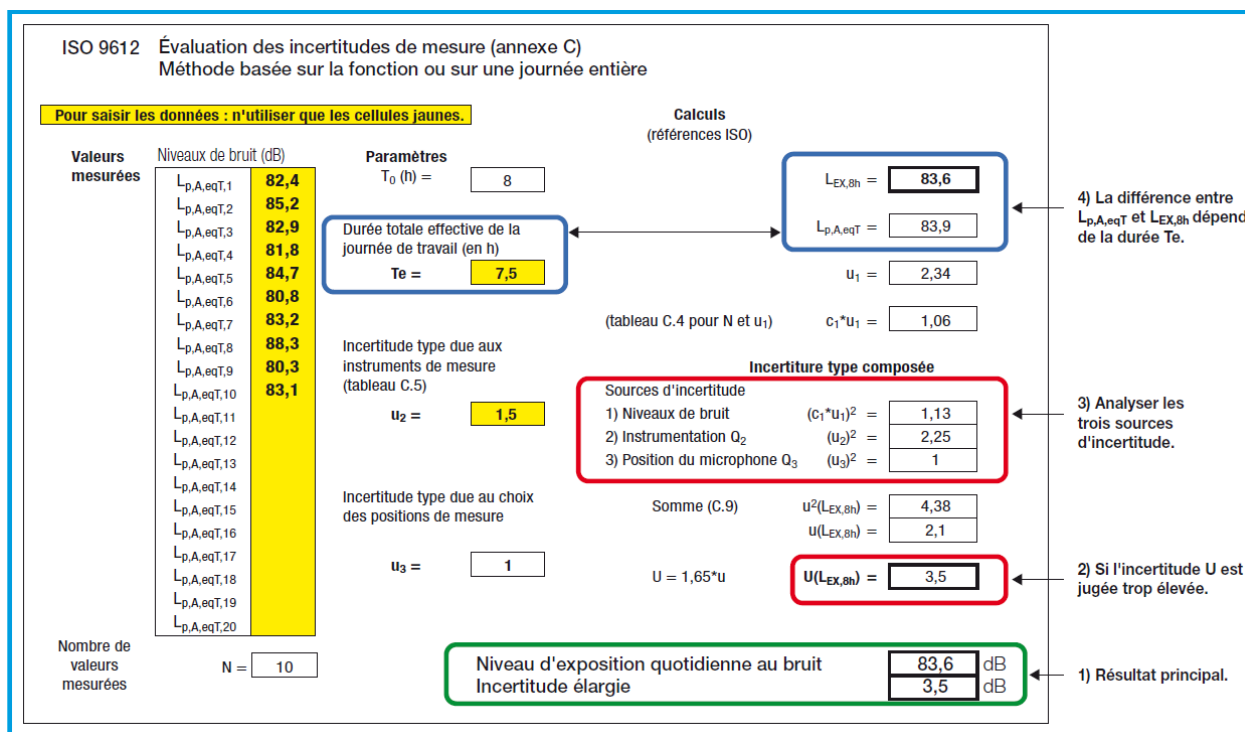 ISO 9612 Évaluation des incertitudes de mesure (annexe C)
Méthode basée sur la fonction ou sur une journée entière
Pour saisir les données : n'utiliser que les cellules jaunes.
Calculs
(références ISO)
Valeurs mesurées
Niveaux de bruit (dB)
Lp,A,eqT,1 82,4
Lp,A,eqT,2 85,2
Lp,A,eqT,3 82,9
Lp,A,eqT,4 81,8
Lp,A,eqT,5 84,7
Lp,A,eqT,6 80,8
Lp,A,eqT,7 83,2
Lp,A,eqT,8 88,3
Lp,A,eqT,9 80,3
Lp,A,eqT,10 83,1
Lp,A,eqT,11
Lp,A,eqT,12
Lp,A,eqT,13
Lp,A,eqT,14
Lp,A,eqT,15
Lp,A,eqT,16
Lp,A,eqT,17
Lp,A,eqT,18
Lp,A,eqT,19
Lp,A,eqT,20
Nombre de
valeurs
mesurées
N = 10
Paramètres
T0 (h) = 8
Durée totale effective de la
journée de travail (en h)
Te = 7,5
Incertitude type due aux
instruments de mesure
(tableau C.5)
u2 = 1,5
Incertitude type due au choix
des positions de mesure
u3 = 1
LEX,8h = 83,6
Lp,A,eqT = 83,9
u1 = 2,34
(tableau C.4 pour N et u1) c1*u1 = 1,06
Incertiture type composée
Sources d'incertitude
1) Niveaux de bruit (c1*u1)² = 1,13
2) Instrumentation Q2 (u2)² = 2,25
3) Position du microphone Q3 (u3)² = 1
Somme (C.9) u²(LEX,8h) = 4,38
u(LEX,8h) = 2,1
U = 1,65*u U(LEX,8h) = 3,5
Niveau d'exposition quotidienne au bruit 83,6 dB
Incertitude élargie 3,5 dB
4) La différence entre
Lp,A,eqT et LEX,8h dépend
de la durée Te.
3) Analyser les
trois sources
d'incertitude.
2) Si l'incertitude U est
jugée trop élevée.
1) Résultat principal.